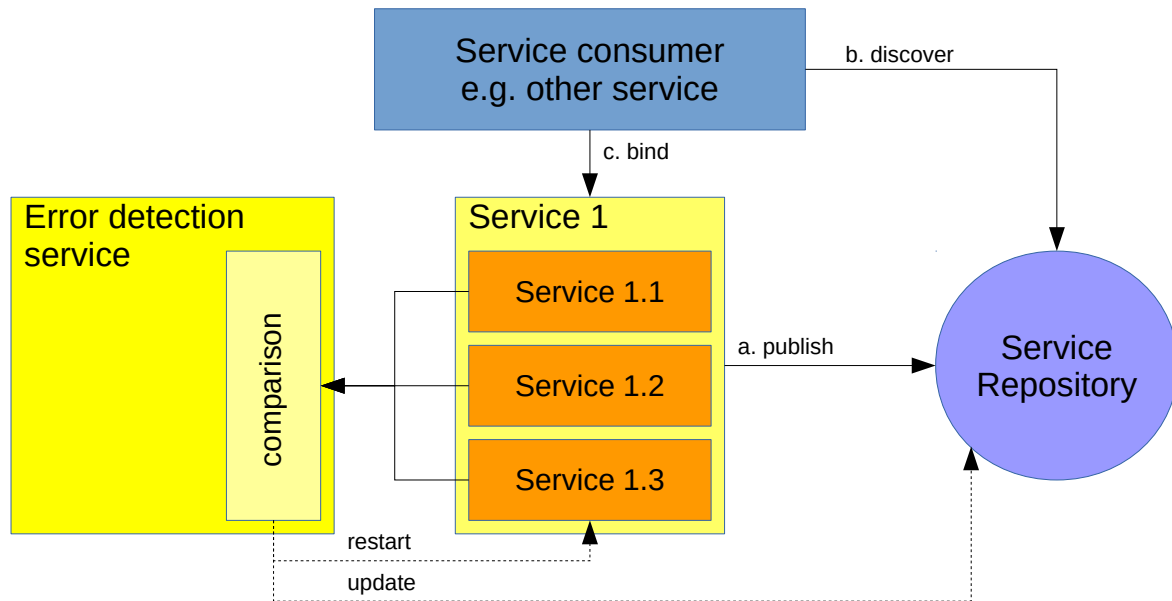 Service consumer
e.g. other service
b. discover
c. bind
Error detection
service
comparison
Service 1
Service 1.1
Service 1.2
Service 1.3
a. publish
Service
Repository
restart
update